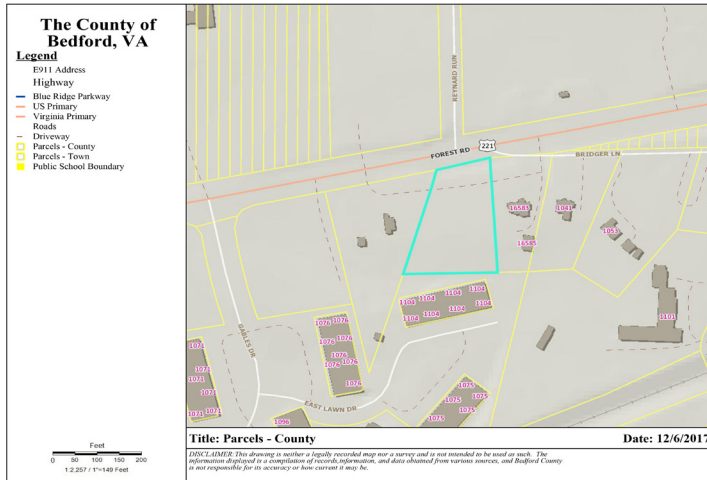 The County of
Bedford, VA
Legend
E911 Address
Highway
Blue Ridge Parkway
US Primary
Virginia Primary
Roads
Driveway
Parcels - County
Parcels - Town
Public School Boundary
Feet
0 50 100 150 200
1:2,257 / 1"=149 Feet
REYNARD RUN
FOREST RD
221
BRIDGER LN
16583
1041
16585
1053
1104 1104 1104 1104
1104 1104 1104 1104
1101
1076 1076
1076 1076
1076
1076 1076
1076
GABLES DR
1071
1071
1071
1071
1071 1071
EAST LAWN DR
1096
1075
1075
1075
1075
1075
Title: Parcels - County
Date: 12/6/2017
DISCLAIMER: This drawing is neither a legally recorded map nor a survey and is not intended to be used as such. The
information displayed is a compilation of records,information, and data obtained from various sources, and Bedford County
is not responsible for its accuracy or how current it may be.